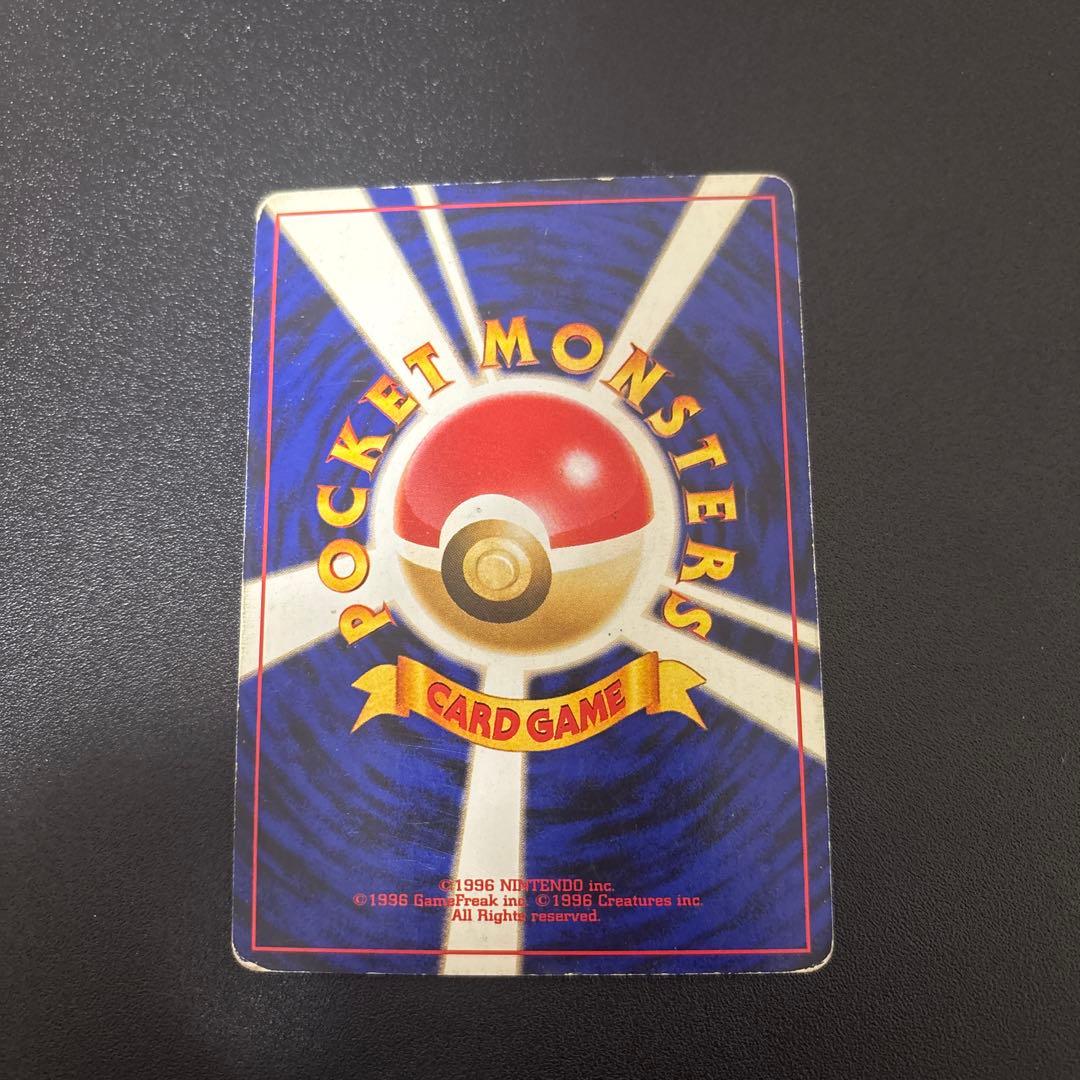 POCKET MONSTERS
CARD GAME
©1996 NINTENDO inc.
©1996 GameFreak inc. ©1996 Creatures inc.
All Rights reserved.